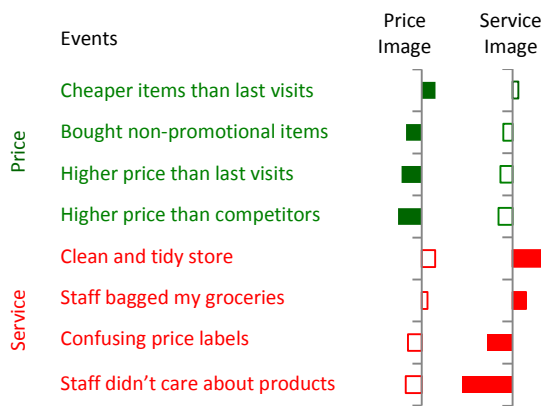 Events
Price Image
Service Image
Price
Cheaper items than last visits
Bought non-promotional items
Higher price than last visits
Higher price than competitors
Service
Clean and tidy store
Staff bagged my groceries
Confusing price labels
Staff didn't care about products